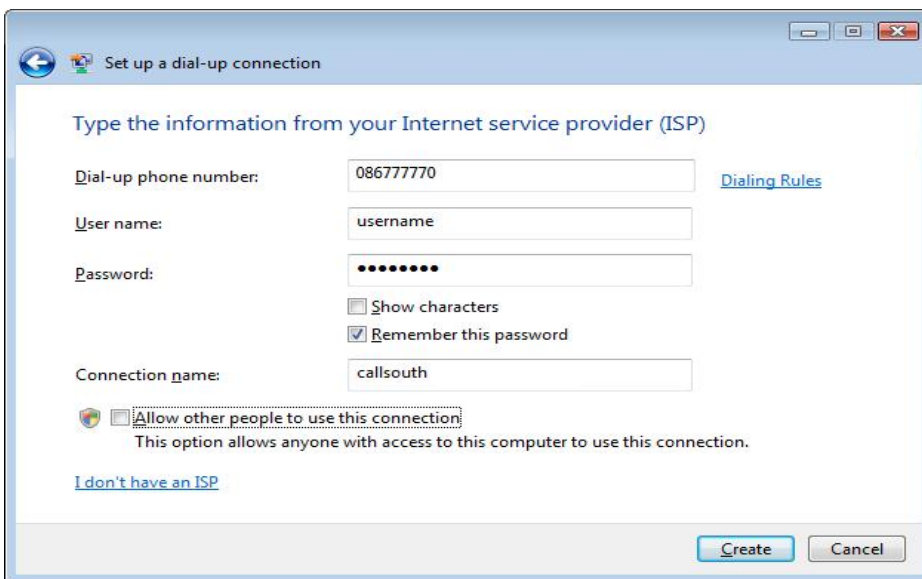 Set up a dial-up connection
Type the information from your Internet service provider (ISP)
Dial-up phone number: 086777770 Dialing Rules
User name: username
Password: ●●●●●●●●
Show characters
Remember this password
Connection name: callsouth
Allow other people to use this connection
This option allows anyone with access to this computer to use this connection.
I don't have an ISP
Create Cancel